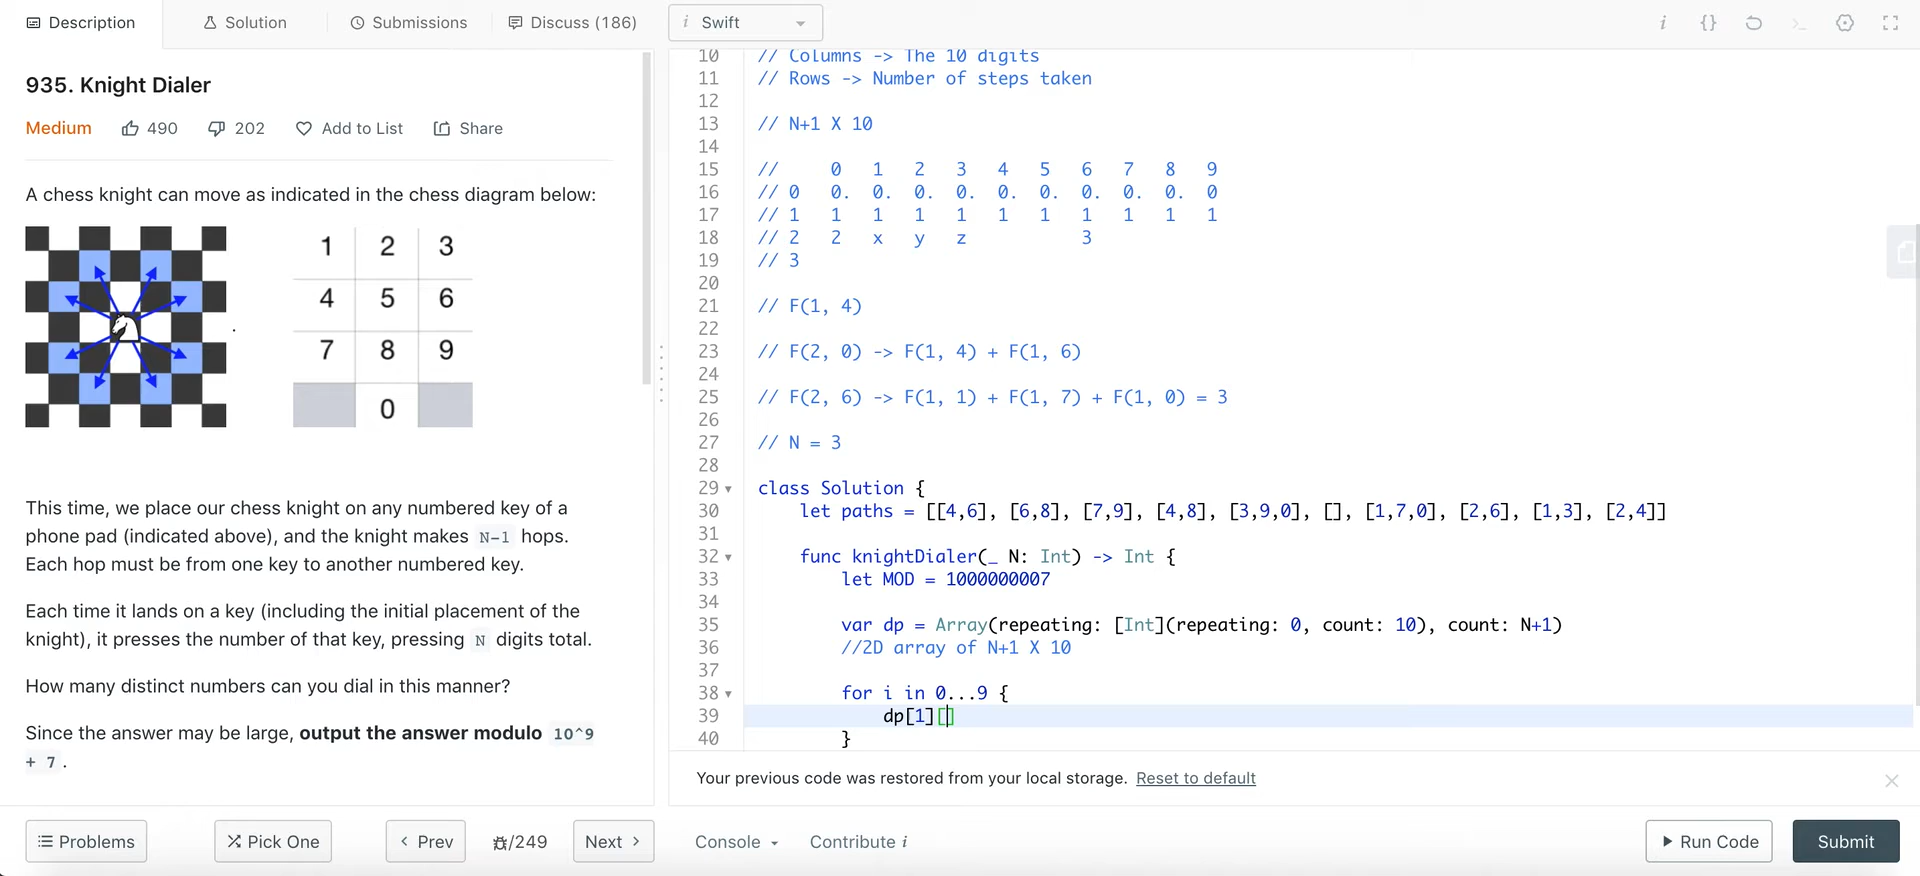 Description
Solution
Submissions
Discuss (186)
i Swift
i {} >_
935. Knight Dialer
Medium 490 202 Add to List Share
A chess knight can move as indicated in the chess diagram below:
1 2 3
4 5 6
7 8 9
0
.
This time, we place our chess knight on any numbered key of a
phone pad (indicated above), and the knight makes N-1 hops.
Each hop must be from one key to another numbered key.
Each time it lands on a key (including the initial placement of the
knight), it presses the number of that key, pressing N digits total.
How many distinct numbers can you dial in this manner?
Since the answer may be large, output the answer modulo 10^9
+ 7 .
10 // Columns -> The 10 digits
11 // Rows -> Number of steps taken
12
13 // N+1 X 10
14
15 // 0 1 2 3 4 5 6 7 8 9
16 // 0 0. 0. 0. 0. 0. 0. 0. 0. 0. 0
17 // 1 1 1 1 1 1 1 1 1 1 1
18 // 2 2 x y z 3
19 // 3
20
21 // F(1, 4)
22
23 // F(2, 0) -> F(1, 4) + F(1, 6)
24
25 // F(2, 6) -> F(1, 1) + F(1, 7) + F(1, 0) = 3
26
27 // N = 3
28
29 class Solution {
30 let paths = [[4,6], [6,8], [7,9], [4,8], [3,9,0], [], [1,7,0], [2,6], [1,3], [2,4]]
31
32 func knightDialer(_ N: Int) -> Int {
33 let MOD = 1000000007
34
35 var dp = Array(repeating: [Int](repeating: 0, count: 10), count: N+1)
36 //2D array of N+1 X 10
37
38 for i in 0...9 {
39 dp[1][]
40 }
Your previous code was restored from your local storage. Reset to default
Problems
Pick One
< Prev
/249
Next >
Console
Contribute i
Run Code
Submit